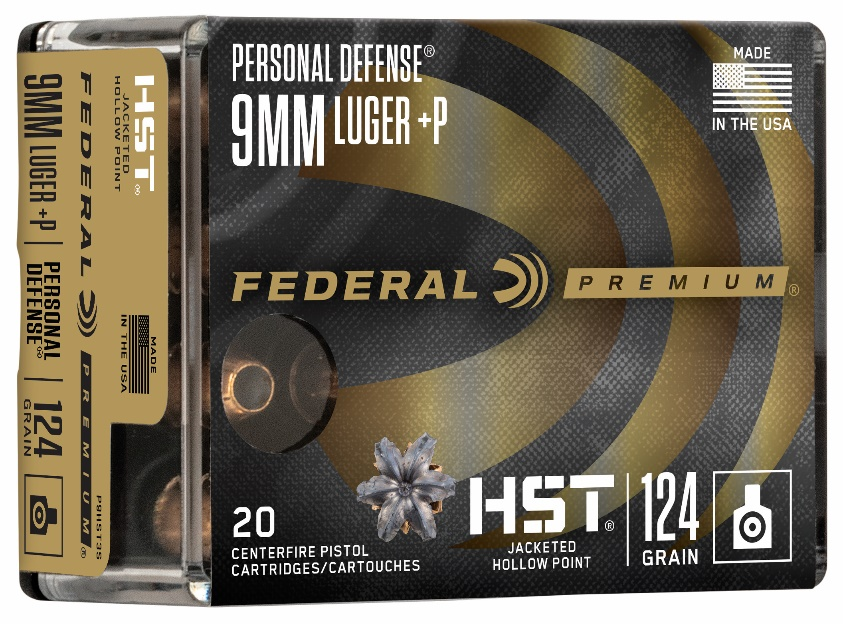 PERSONAL DEFENSE®
9MM LUGER +P
MADE
IN THE USA
FEDERAL PREMIUM®
20
CENTERFIRE PISTOL
CARTRIDGES/CARTOUCHES
HST®
JACKETED
HOLLOW POINT
124
GRAIN
HST®
JACKETED
HOLLOW POINT
MADE
IN THE USA
FEDERAL PREMIUM®
P9HST3S
9MM LUGER +P
PERSONAL
DEFENSE®
124
GRAIN